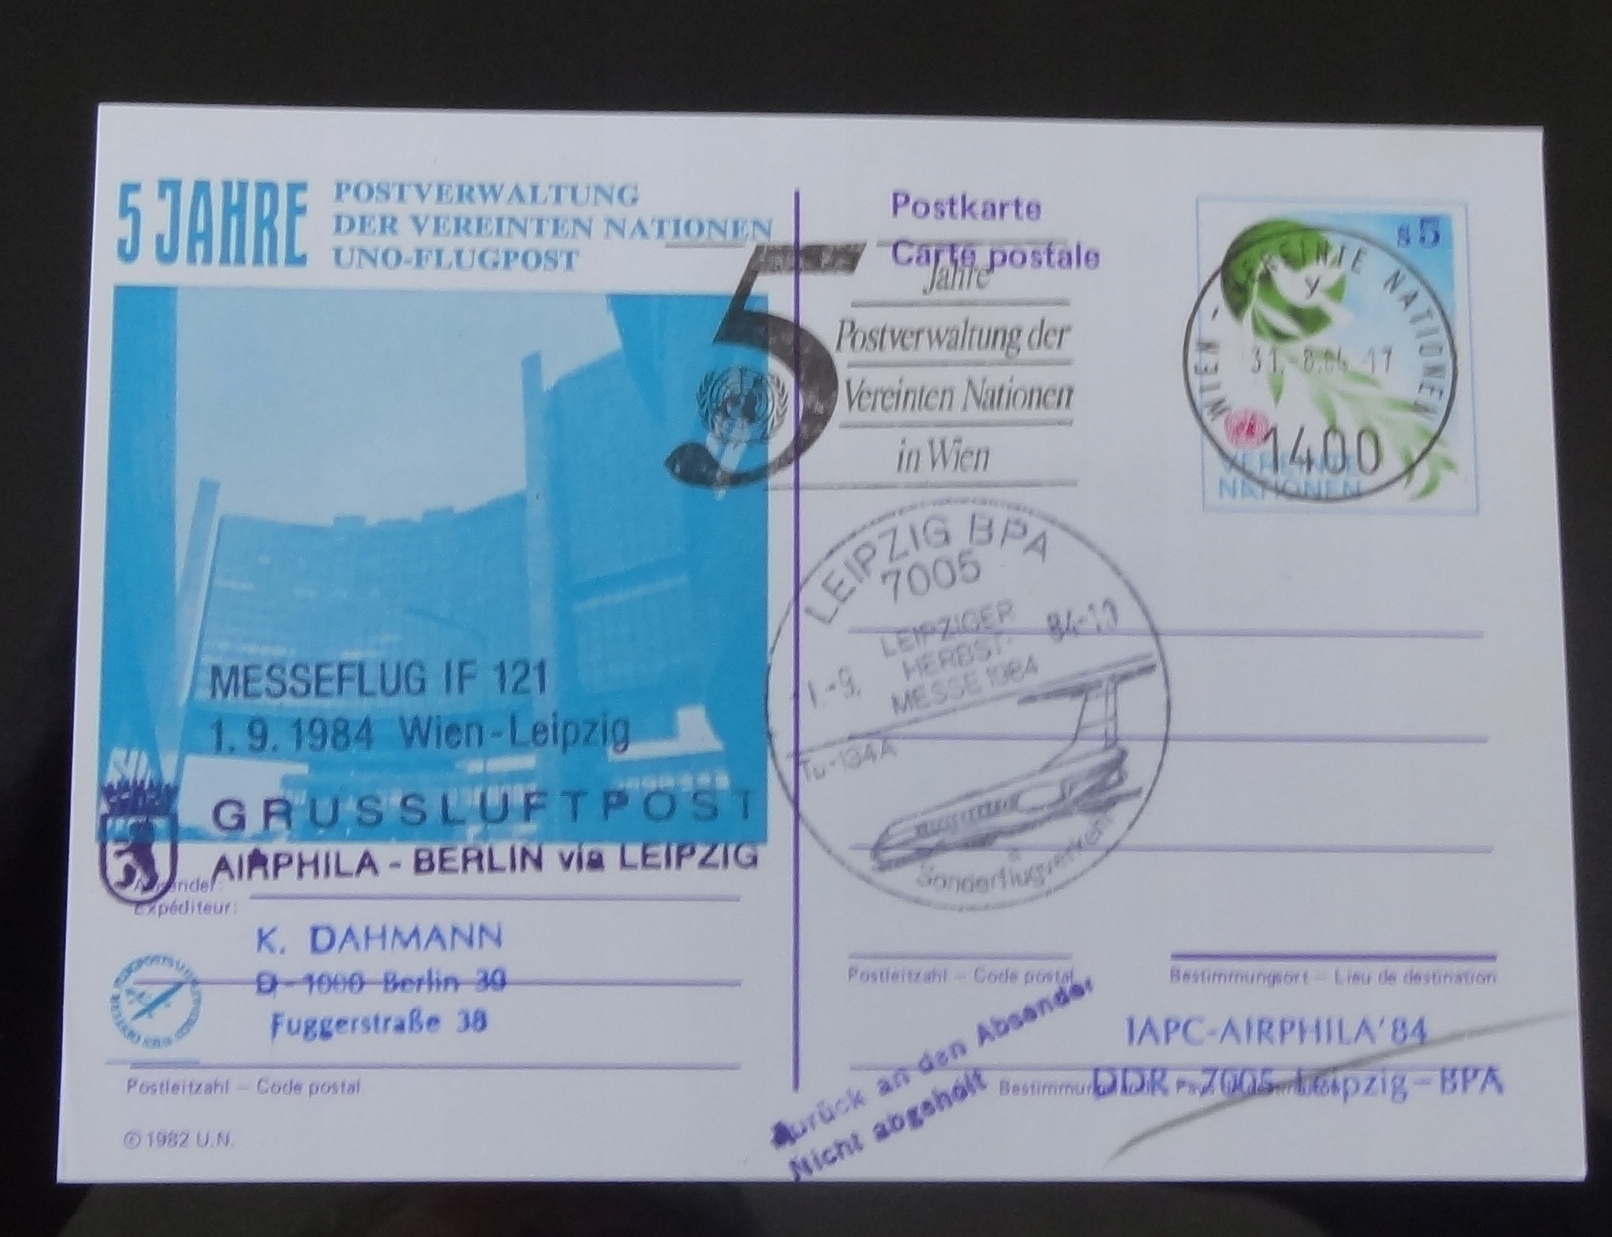 5 JAHRE
POSTVERWALTUNG
DER VEREINTEN NATIONEN
UNO-FLUGPOST
MESSEFLUG IF 121
1.9.1984 Wien-Leipzig
GRUSSLUFTPOST
AIRPHILA - BERLIN via LEIPZIG
Absender:
Expéditeur:
K. DAHMANN
D-1000 Berlin 30
Fuggerstraße 38
Postleitzahl – Code postal
© 1982 U.N.
Postkarte
Carte postale
5
Jahre
Postverwaltung der
Vereinten Nationen
in Wien
s5
WIEN - VEREINTE NATIONEN
31.-8.84 17
1400
VEREINTE
NATIONEN
LEIPZIG BPA
7005
LEIPZIGER
HERBST-
MESSE 1984
1.-9.
84-10
Tu-134A
Sonderflugverkehr
Postleitzahl – Code postal
Bestimmungsort – Lieu de destination
IAPC-AIRPHILA'84
DDR-7005 Leipzig-BPA
Zurück an den Absender
Nicht abgeholt